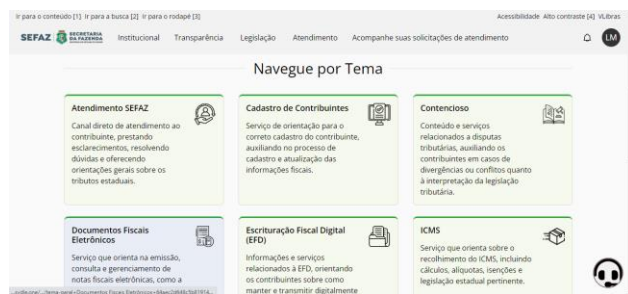 Ir para o conteúdo [1] Ir para a busca [2] Ir para o rodapé [3]
Acessibilidade Alto contraste [4] VLibras
SEFAZ SECRETARIA DA FAZENDA Institucional Transparência Legislação Atendimento Acompanhe suas solicitações de atendimento LM
Navegue por Tema
Atendimento SEFAZ
Canal direto de atendimento ao
contribuinte, prestando
esclarecimentos, resolvendo
dúvidas e oferecendo
orientações gerais sobre os
tributos estaduais.
Cadastro de Contribuintes
Serviço de orientação para o
correto cadastro do contribuinte,
auxiliando no processo de
cadastro e atualização das
informações fiscais.
Contencioso
Conteúdo e serviços
relacionados a disputas
tributárias, auxiliando os
contribuintes em casos de
divergências ou conflitos quanto
à interpretação da legislação
tributária.
Documentos Fiscais
Eletrônicos
Serviço que orienta na emissão,
consulta e gerenciamento de
notas fiscais eletrônicas, como a
Escrituração Fiscal Digital
(EFD)
Informações e serviços
relacionados à EFD, orientando
os contribuintes sobre como
manter e transmitir digitalmente
ICMS
Serviço que orienta sobre o
recolhimento do ICMS, incluindo
cálculos, alíquotas, isenções e
legislação estadual pertinente.